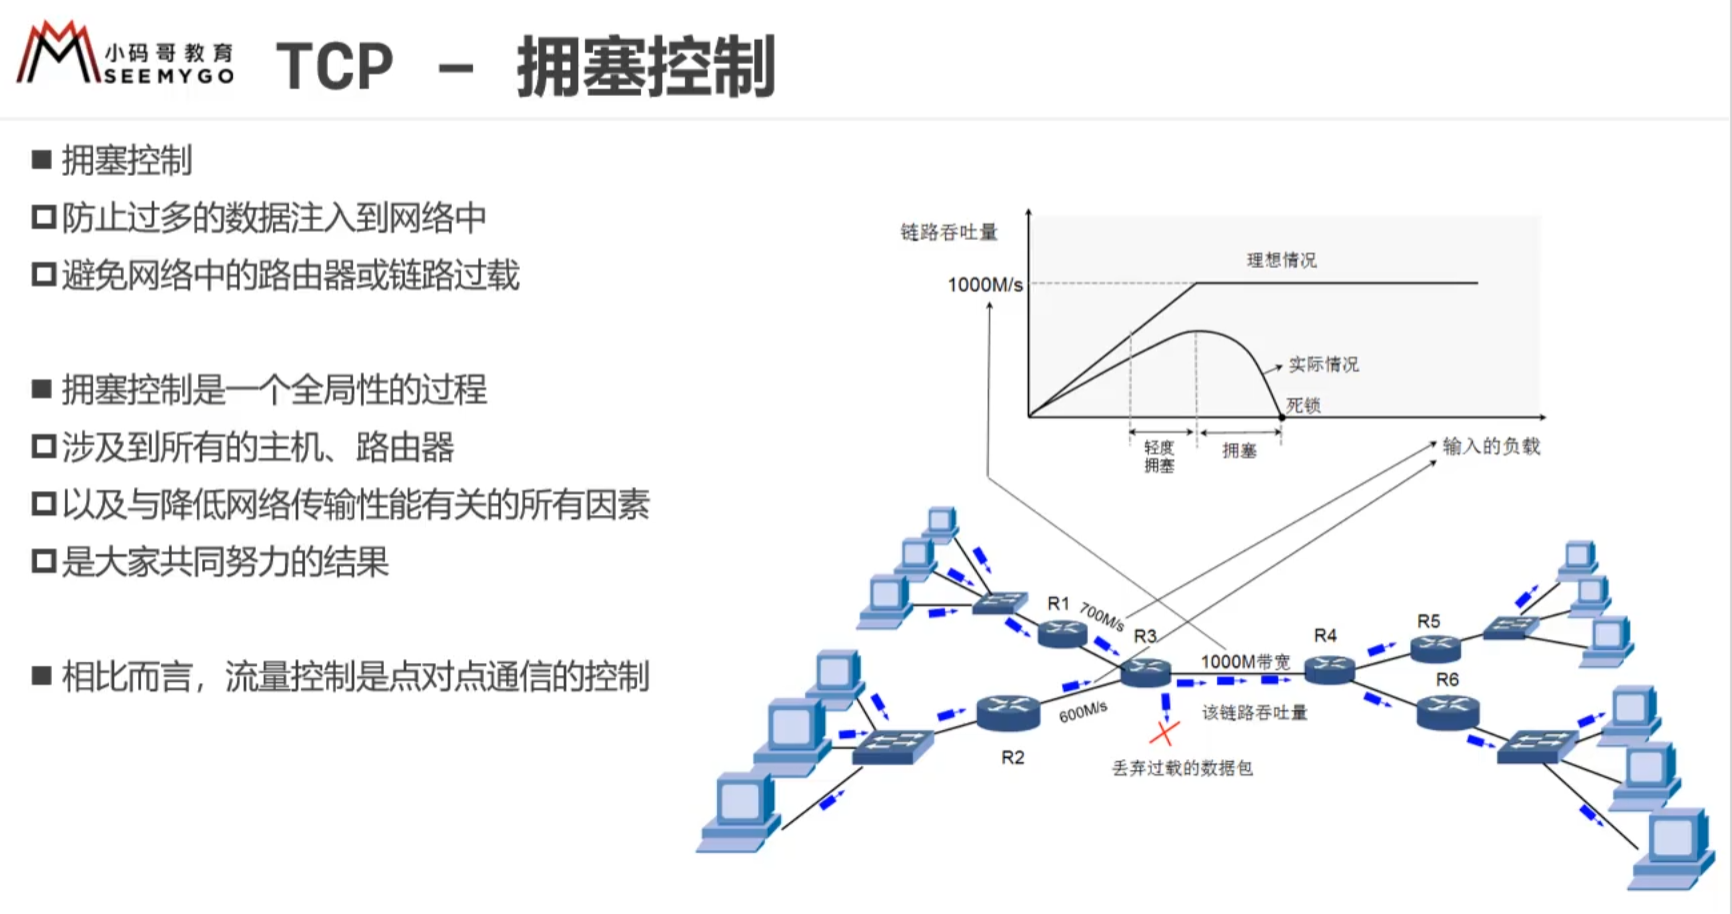 小码哥教育
SEEMYGO
TCP - 拥塞控制
拥塞控制
防止过多的数据注入到网络中
避免网络中的路由器或链路过载
拥塞控制是一个全局性的过程
涉及到所有的主机、路由器
以及与降低网络传输性能有关的所有因素
是大家共同努力的结果
相比而言，流量控制是点对点通信的控制
链路吞吐量
理想情况
1000M/s
实际情况
死锁
轻度
拥塞
拥塞
输入的负载
R1
700M/s
R3
R4
R5
1000M带宽
R6
600M/s
该链路吞吐量
R2
丢弃过载的数据包